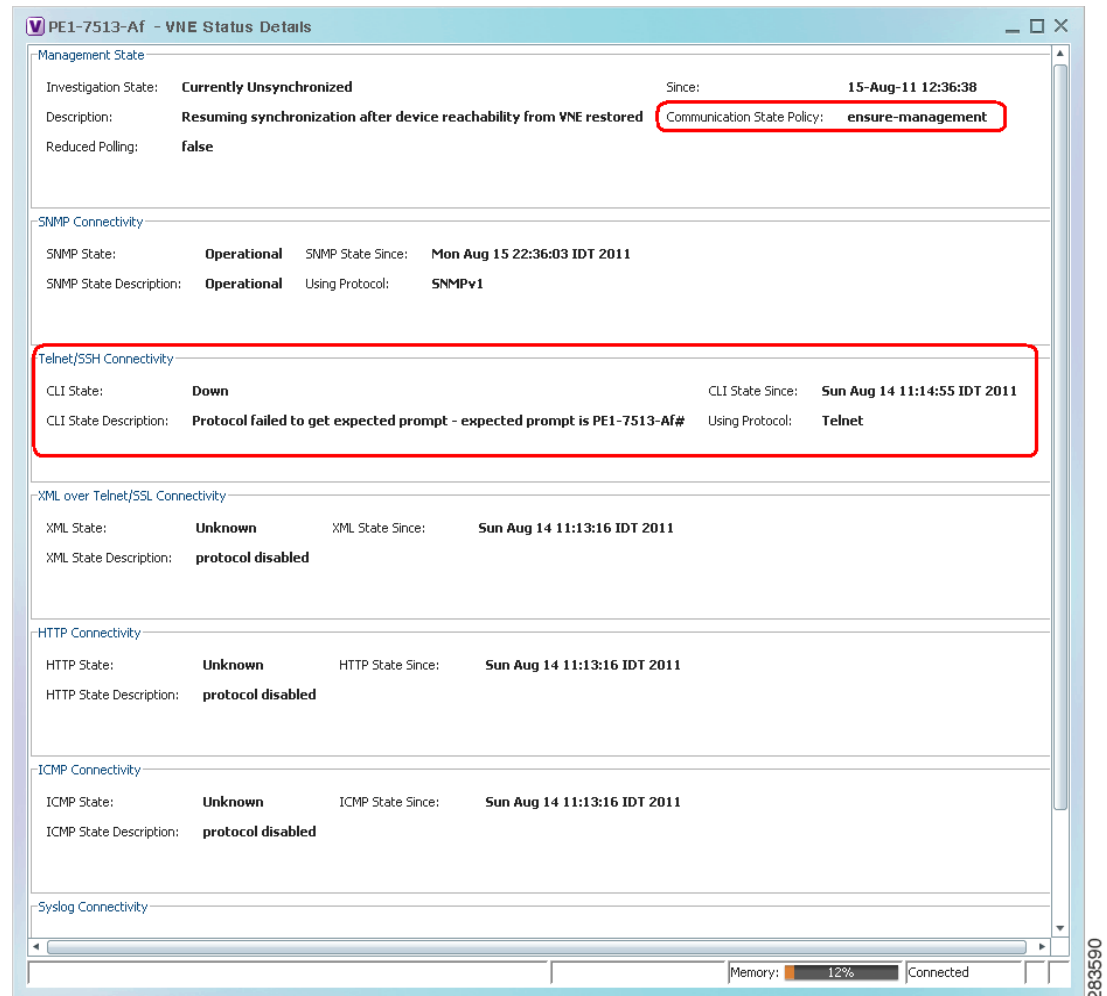 PE1-7513-Af - VNE Status Details
Management State
Investigation State: Currently Unsynchronized Since: 15-Aug-11 12:36:38
Description: Resuming synchronization after device reachability from VNE restored Communication State Policy: ensure-management
Reduced Polling: false
SNMP Connectivity
SNMP State: Operational SNMP State Since: Mon Aug 15 22:36:03 IDT 2011
SNMP State Description: Operational Using Protocol: SNMPv1
Telnet/SSH Connectivity
CLI State: Down CLI State Since: Sun Aug 14 11:14:55 IDT 2011
CLI State Description: Protocol failed to get expected prompt - expected prompt is PE1-7513-Af# Using Protocol: Telnet
XML over Telnet/SSL Connectivity
XML State: Unknown XML State Since: Sun Aug 14 11:13:16 IDT 2011
XML State Description: protocol disabled
HTTP Connectivity
HTTP State: Unknown HTTP State Since: Sun Aug 14 11:13:16 IDT 2011
HTTP State Description: protocol disabled
ICMP Connectivity
ICMP State: Unknown ICMP State Since: Sun Aug 14 11:13:16 IDT 2011
ICMP State Description: protocol disabled
Syslog Connectivity
Memory: 12% Connected
283590